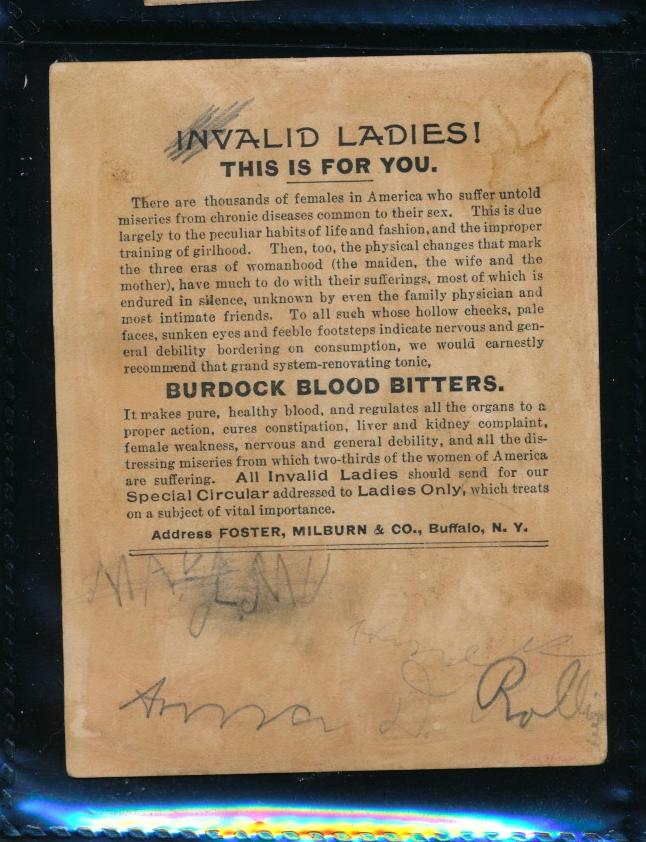 INVALID LADIES!
THIS IS FOR YOU.
There are thousands of females in America who suffer untold
miseries from chronic diseases common to their sex. This is due
largely to the peculiar habits of life and fashion, and the improper
training of girlhood. Then, too, the physical changes that mark
the three eras of womanhood (the maiden, the wife and the
mother), have much to do with their sufferings, most of which is
endured in silence, unknown by even the family physician and
most intimate friends. To all such whose hollow cheeks, pale
faces, sunken eyes and feeble footsteps indicate nervous and gen-
eral debility bordering on consumption, we would earnestly
recommend that grand system-renovating tonic,
BURDOCK BLOOD BITTERS.
It makes pure, healthy blood, and regulates all the organs to a
proper action, cures constipation, liver and kidney complaint,
female weakness, nervous and general debility, and all the dis-
tressing miseries from which two-thirds of the women of America
are suffering. All Invalid Ladies should send for our
Special Circular addressed to Ladies Only, which treats
on a subject of vital importance.
Address FOSTER, MILBURN & CO., Buffalo, N. Y.
Anna D.